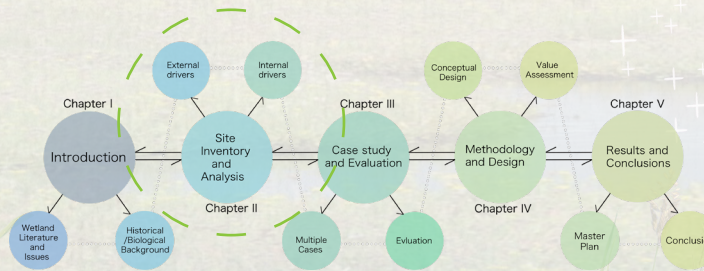 External
drivers
Internal
drivers
Conceptual
Design
Value
Assessment
Chapter I
Chapter III
Chapter V
Introduction
Site
Inventory
and
Analysis
Case study
and Evaluation
Methodology
and Design
Results and
Conclusions
Chapter II
Chapter IV
Wetland
Literature
and
Issues
Historical
/Biological
Background
Multiple
Cases
Evluation
Master
Plan
Conclusi